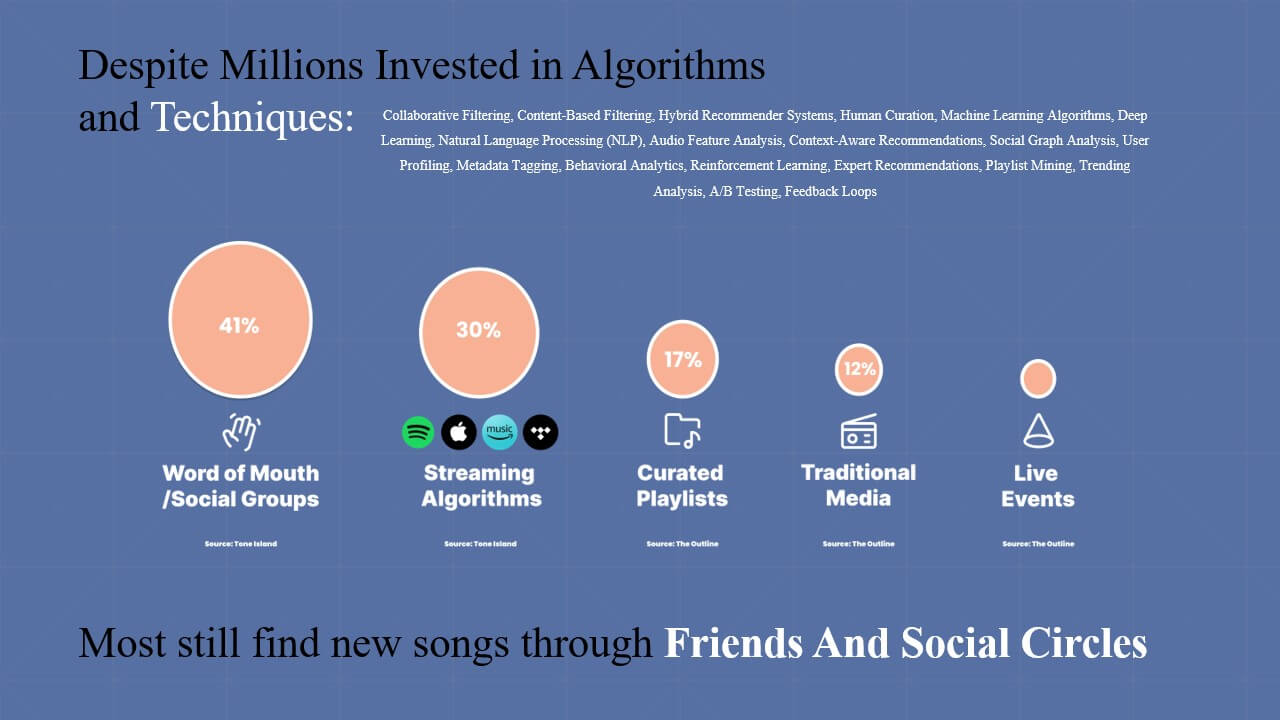 Despite Millions Invested in Algorithms
and Techniques:
Collaborative Filtering, Content-Based Filtering, Hybrid Recommender Systems, Human Curation, Machine Learning Algorithms, Deep
Learning, Natural Language Processing (NLP), Audio Feature Analysis, Context-Aware Recommendations, Social Graph Analysis, User
Profiling, Metadata Tagging, Behavioral Analytics, Reinforcement Learning, Expert Recommendations, Playlist Mining, Trending
Analysis, A/B Testing, Feedback Loops
41%
30%
17%
12%
music
Word of Mouth
/Social Groups
Streaming
Algorithms
Curated
Playlists
Traditional
Media
Live
Events
Source: Tone Island
Source: Tone Island
Source: The Outline
Source: The Outline
Source: The Outline
Most still find new songs through Friends And Social Circles